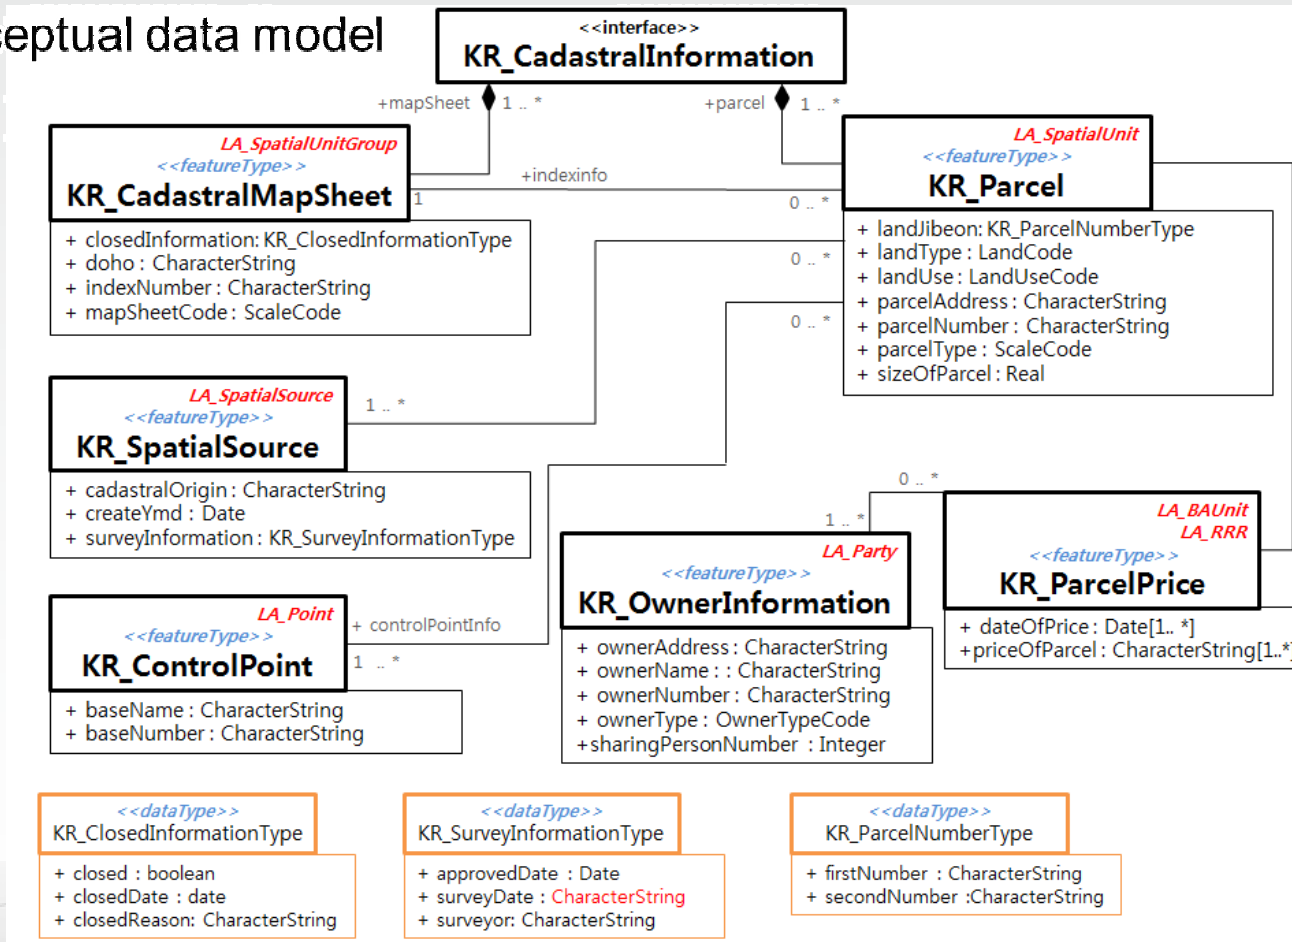 ceptual data model
<<interface>>
KR_CadastralInformation
+mapSheet
1 .. *
+parcel
1 .. *
LA_SpatialUnitGroup
<<featureType>>
KR_CadastralMapSheet
+ closedInformation: KR_ClosedInformationType
+ doho : CharacterString
+ indexNumber : CharacterString
+ mapSheetCode : ScaleCode
+indexinfo
1
0 .. *
0 .. *
0 .. *
LA_SpatialUnit
<<featureType>>
KR_Parcel
+ landJibeon: KR_ParcelNumberType
+ landType : LandCode
+ landUse : LandUseCode
+ parcelAddress : CharacterString
+ parcelNumber : CharacterString
+ parcelType : ScaleCode
+ sizeOfParcel : Real
LA_SpatialSource
<<featureType>>
KR_SpatialSource
1 .. *
+ cadastralOrigin : CharacterString
+ createYmd : Date
+ surveyInformation : KR_SurveyInformationType
LA_Point
<<featureType>>
KR_ControlPoint
+ controlPointInfo
1 .. *
+ baseName : CharacterString
+ baseNumber : CharacterString
0 .. *
1 .. *
LA_Party
<<featureType>>
KR_OwnerInformation
+ ownerAddress : CharacterString
+ ownerName : : CharacterString
+ ownerNumber : CharacterString
+ ownerType : OwnerTypeCode
+sharingPersonNumber : Integer
LA_BAUnit
LA_RRR
<<featureType>>
KR_ParcelPrice
+ dateOfPrice : Date[1.. *]
+priceOfParcel : CharacterString[1..*]
<<dataType>>
KR_ClosedInformationType
+ closed : boolean
+ closedDate : date
+ closedReason: CharacterString
<<dataType>>
KR_SurveyInformationType
+ approvedDate : Date
+ surveyDate : CharacterString
+ surveyor: CharacterString
<<dataType>>
KR_ParcelNumberType
+ firstNumber : CharacterString
+ secondNumber :CharacterString